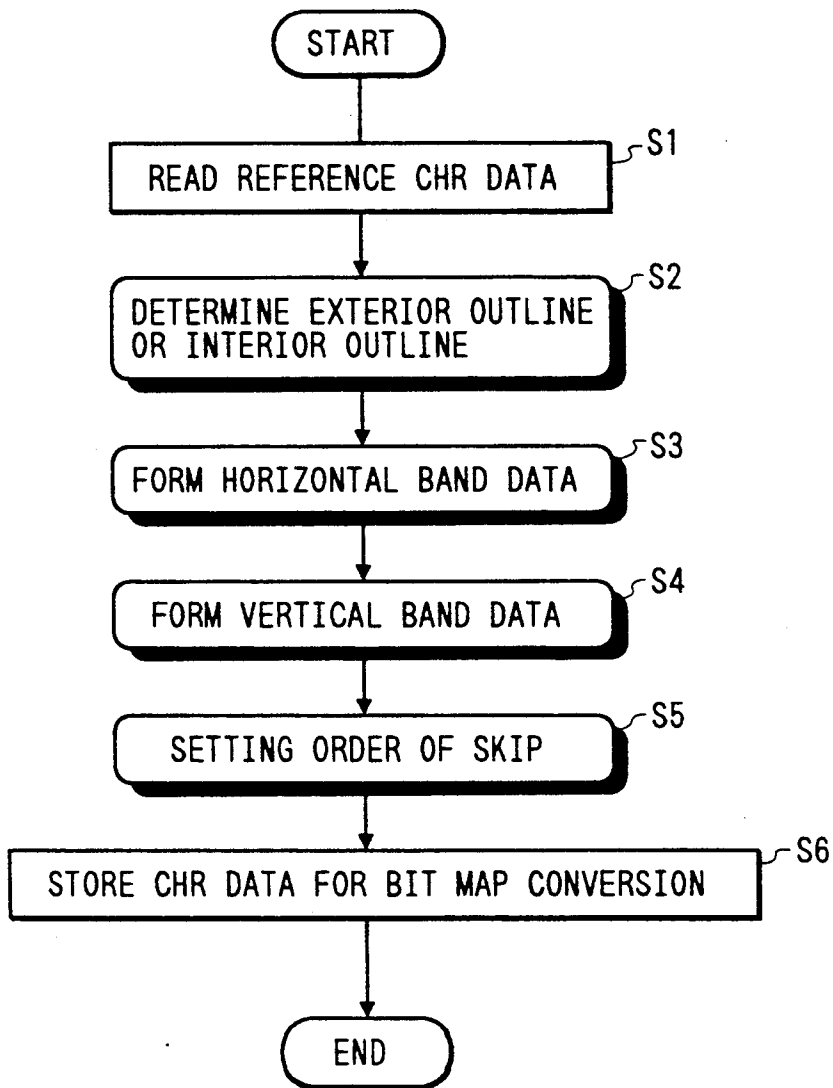 START
S1
READ REFERENCE CHR DATA
S2
DETERMINE EXTERIOR OUTLINE
OR INTERIOR OUTLINE
S3
FORM HORIZONTAL BAND DATA
S4
FORM VERTICAL BAND DATA
S5
SETTING ORDER OF SKIP
S6
STORE CHR DATA FOR BIT MAP CONVERSION
END